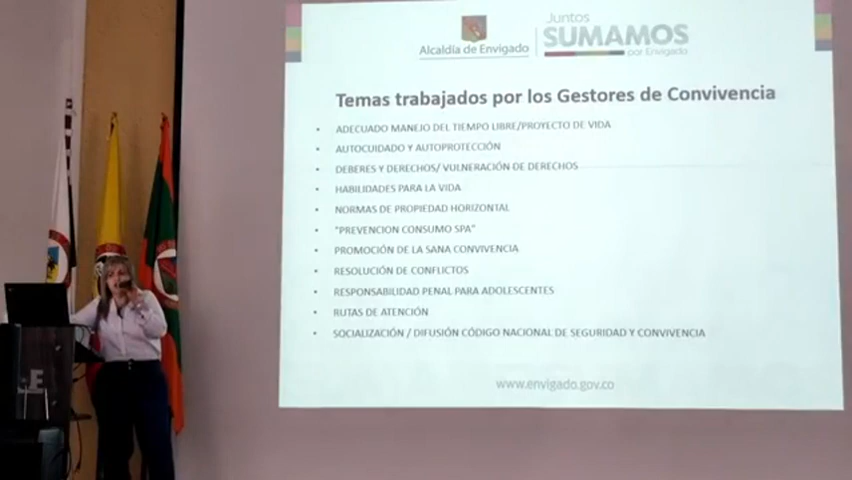 Alcaldía de Envigado
Juntos
SUMAMOS
por Envigado
Temas trabajados por los Gestores de Convivencia
• ADECUADO MANEJO DEL TIEMPO LIBRE/PROYECTO DE VIDA
• AUTOCUIDADO Y AUTOPROTECCIÓN
• DEBERES Y DERECHOS/ VULNERACIÓN DE DERECHOS
• HABILIDADES PARA LA VIDA
• NORMAS DE PROPIEDAD HORIZONTAL
• "PREVENCION CONSUMO SPA"
• PROMOCIÓN DE LA SANA CONVIVENCIA
• RESOLUCIÓN DE CONFLICTOS
• RESPONSABILIDAD PENAL PARA ADOLESCENTES
• RUTAS DE ATENCIÓN
• SOCIALIZACIÓN / DIFUSIÓN CÓDIGO NACIONAL DE SEGURIDAD Y CONVIVENCIA
www.envigado.gov.co